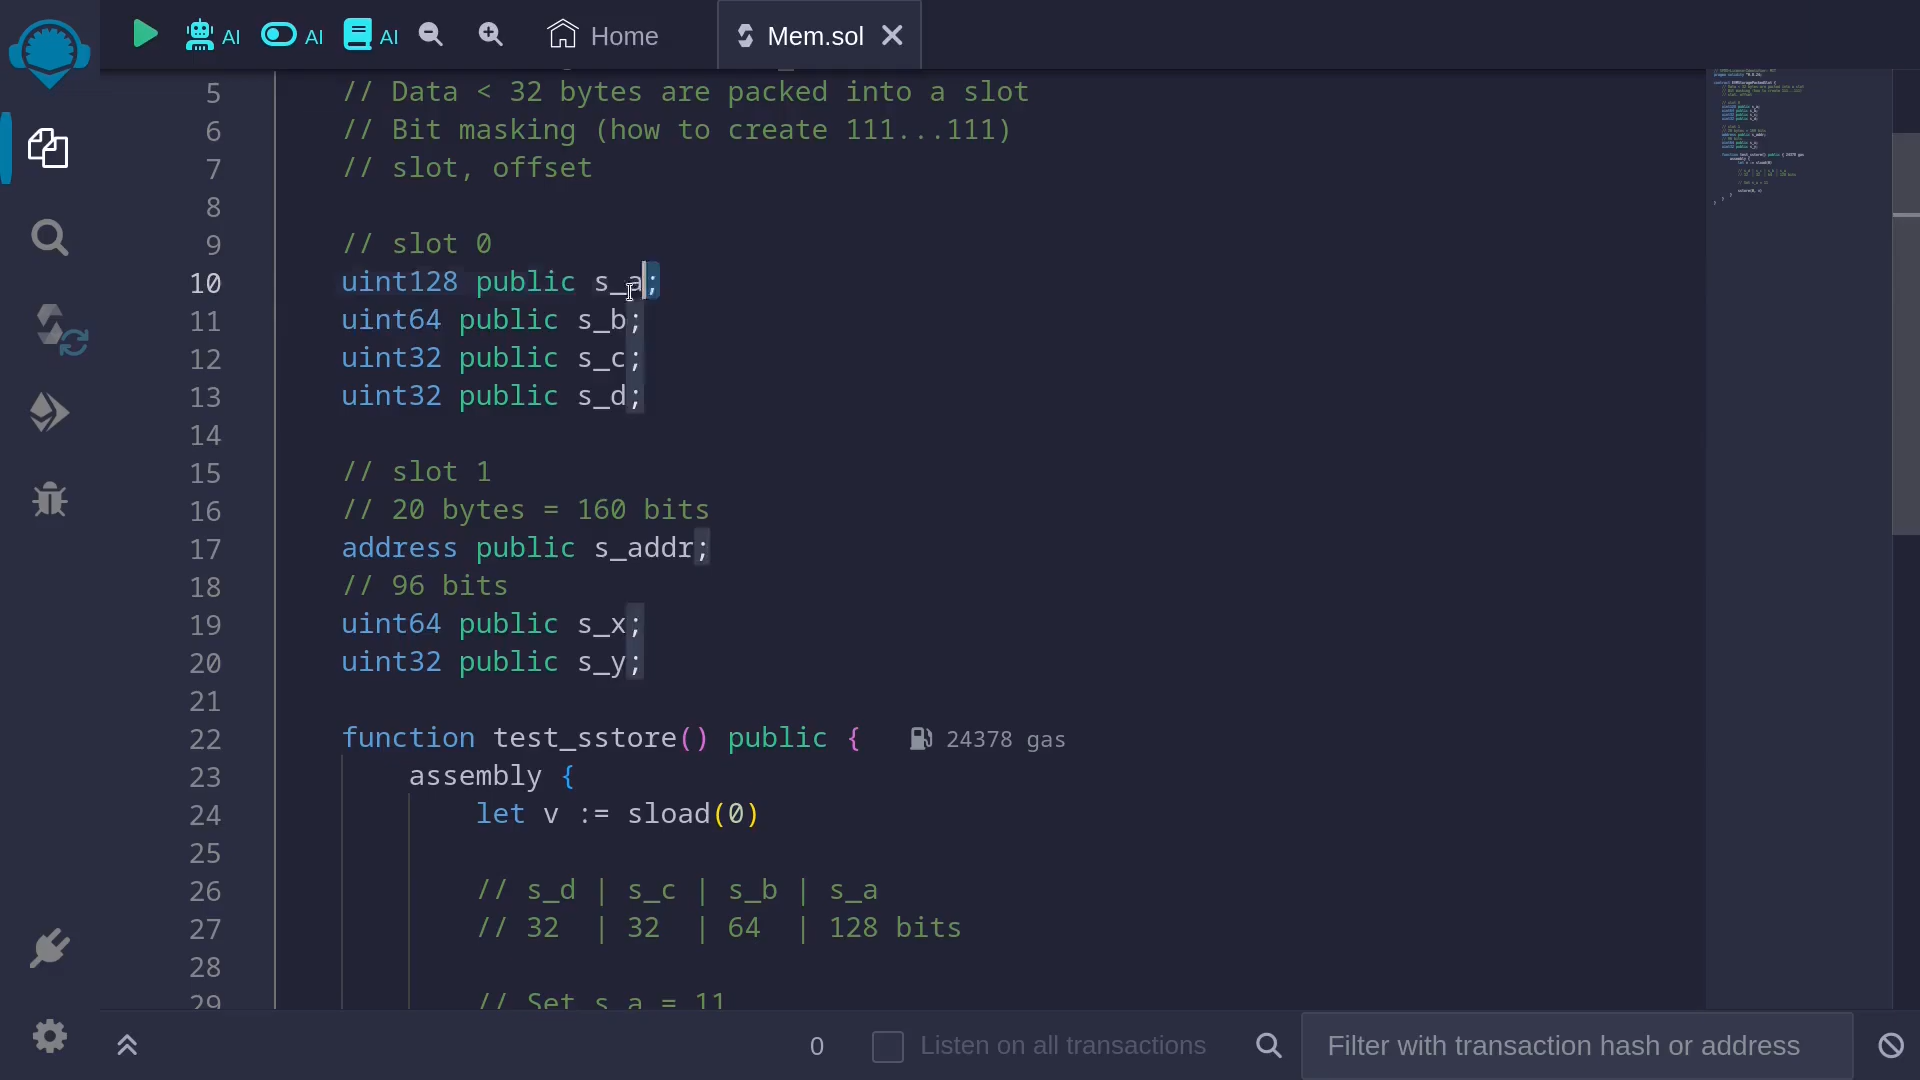 AI AI AI Home Mem.sol
5 // Data < 32 bytes are packed into a slot
6 // Bit masking (how to create 111...111)
7 // slot, offset
8
9 // slot 0
10 uint128 public s_a;
11 uint64 public s_b;
12 uint32 public s_c;
13 uint32 public s_d;
14
15 // slot 1
16 // 20 bytes = 160 bits
17 address public s_addr;
18 // 96 bits
19 uint64 public s_x;
20 uint32 public s_y;
21
22 function test_sstore() public { 24378 gas
23 assembly {
24 let v := sload(0)
25
26 // s_d | s_c | s_b | s_a
27 // 32 | 32 | 64 | 128 bits
28
29 // Set s_a = 11
0 Listen on all transactions Filter with transaction hash or address